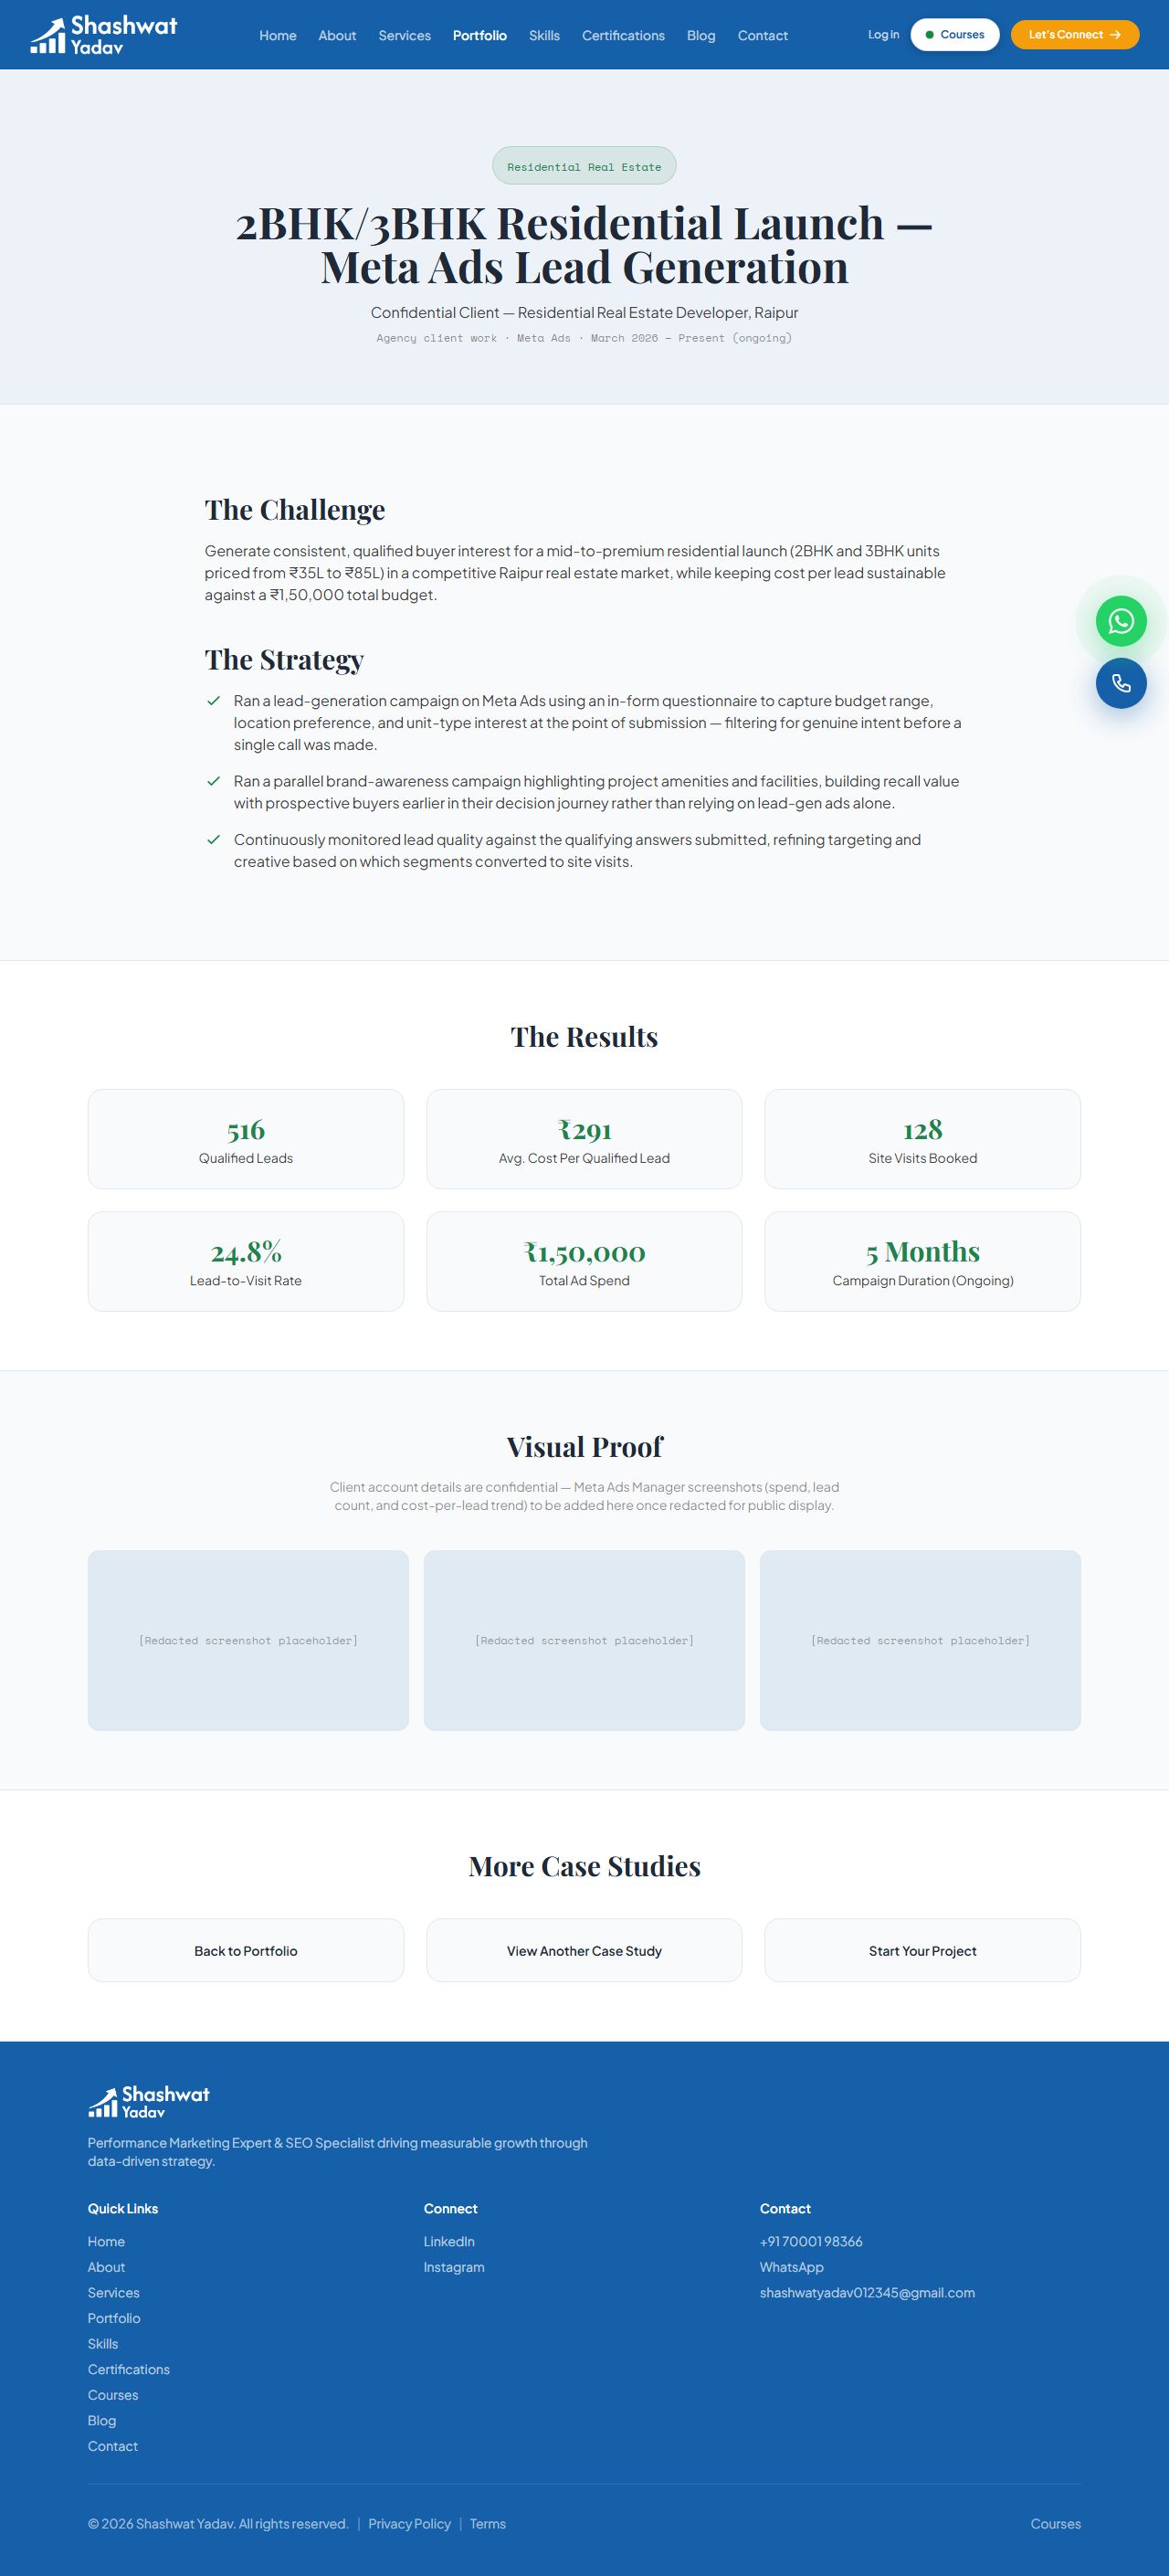 Shashwat
Yadav
Home About Services Portfolio Skills Certifications Blog Contact
Log in
Courses
Let's Connect →
Residential Real Estate
2BHK/3BHK Residential Launch —
Meta Ads Lead Generation
Confidential Client — Residential Real Estate Developer, Raipur
Agency client work · Meta Ads · March 2026 – Present (ongoing)
The Challenge
Generate consistent, qualified buyer interest for a mid-to-premium residential launch (2BHK and 3BHK units
priced from ₹35L to ₹85L) in a competitive Raipur real estate market, while keeping cost per lead sustainable
against a ₹1,50,000 total budget.
The Strategy
Ran a lead-generation campaign on Meta Ads using an in-form questionnaire to capture budget range,
location preference, and unit-type interest at the point of submission — filtering for genuine intent before a
single call was made.
Ran a parallel brand-awareness campaign highlighting project amenities and facilities, building recall value
with prospective buyers earlier in their decision journey rather than relying on lead-gen ads alone.
Continuously monitored lead quality against the qualifying answers submitted, refining targeting and
creative based on which segments converted to site visits.
The Results
516
Qualified Leads
₹291
Avg. Cost Per Qualified Lead
128
Site Visits Booked
24.8%
Lead-to-Visit Rate
₹1,50,000
Total Ad Spend
5 Months
Campaign Duration (Ongoing)
Visual Proof
Client account details are confidential — Meta Ads Manager screenshots (spend, lead
count, and cost-per-lead trend) to be added here once redacted for public display.
[Redacted screenshot placeholder]
[Redacted screenshot placeholder]
[Redacted screenshot placeholder]
More Case Studies
Back to Portfolio
View Another Case Study
Start Your Project
Shashwat
Yadav
Performance Marketing Expert & SEO Specialist driving measurable growth through
data-driven strategy.
Quick Links
Home
About
Services
Portfolio
Skills
Certifications
Courses
Blog
Contact
Connect
LinkedIn
Instagram
Contact
+91 70001 98366
WhatsApp
shashwatyadav012345@gmail.com
© 2026 Shashwat Yadav. All rights reserved. | Privacy Policy | Terms
Courses